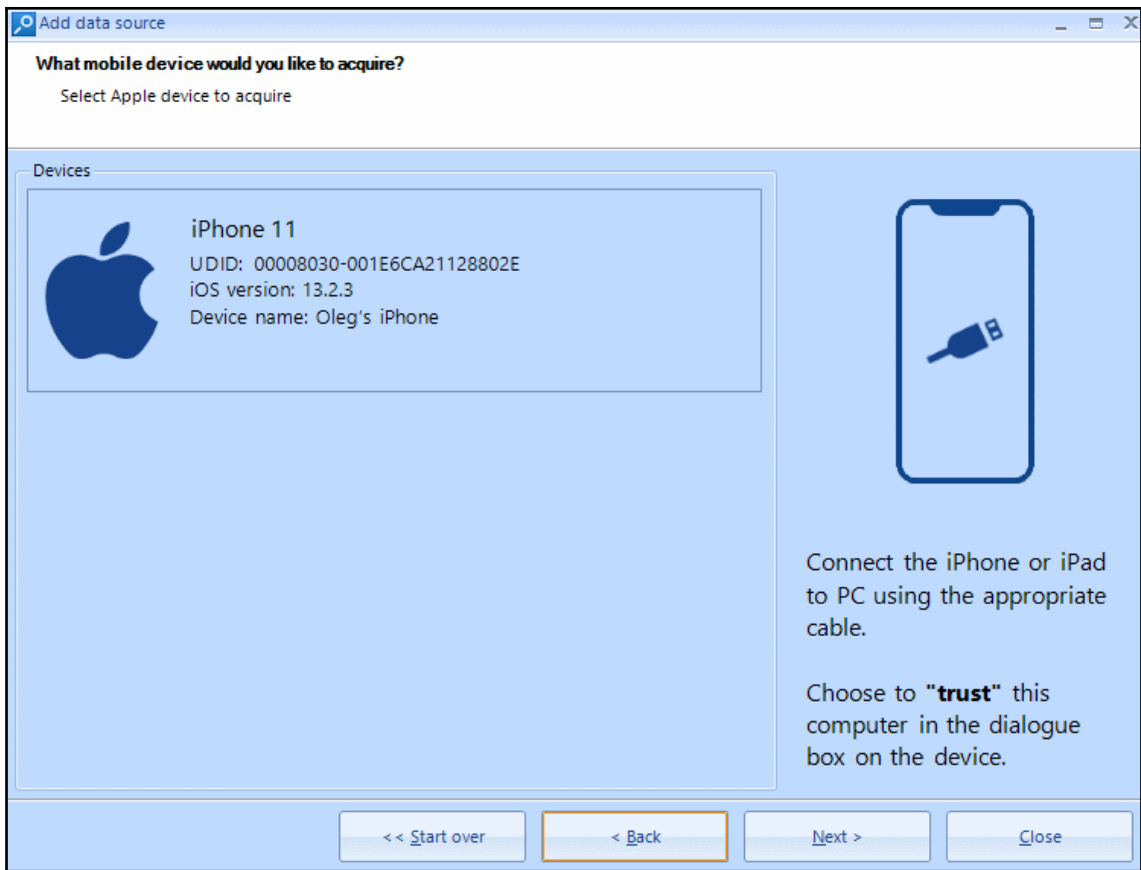 Add data source
What mobile device would you like to acquire?
Select Apple device to acquire
Devices
iPhone 11
UDID: 00008030-001E6CA21128802E
iOS version: 13.2.3
Device name: Oleg's iPhone
Connect the iPhone or iPad
to PC using the appropriate
cable.
Choose to "trust" this
computer in the dialogue
box on the device.
<< Start over
< Back
Next >
Close